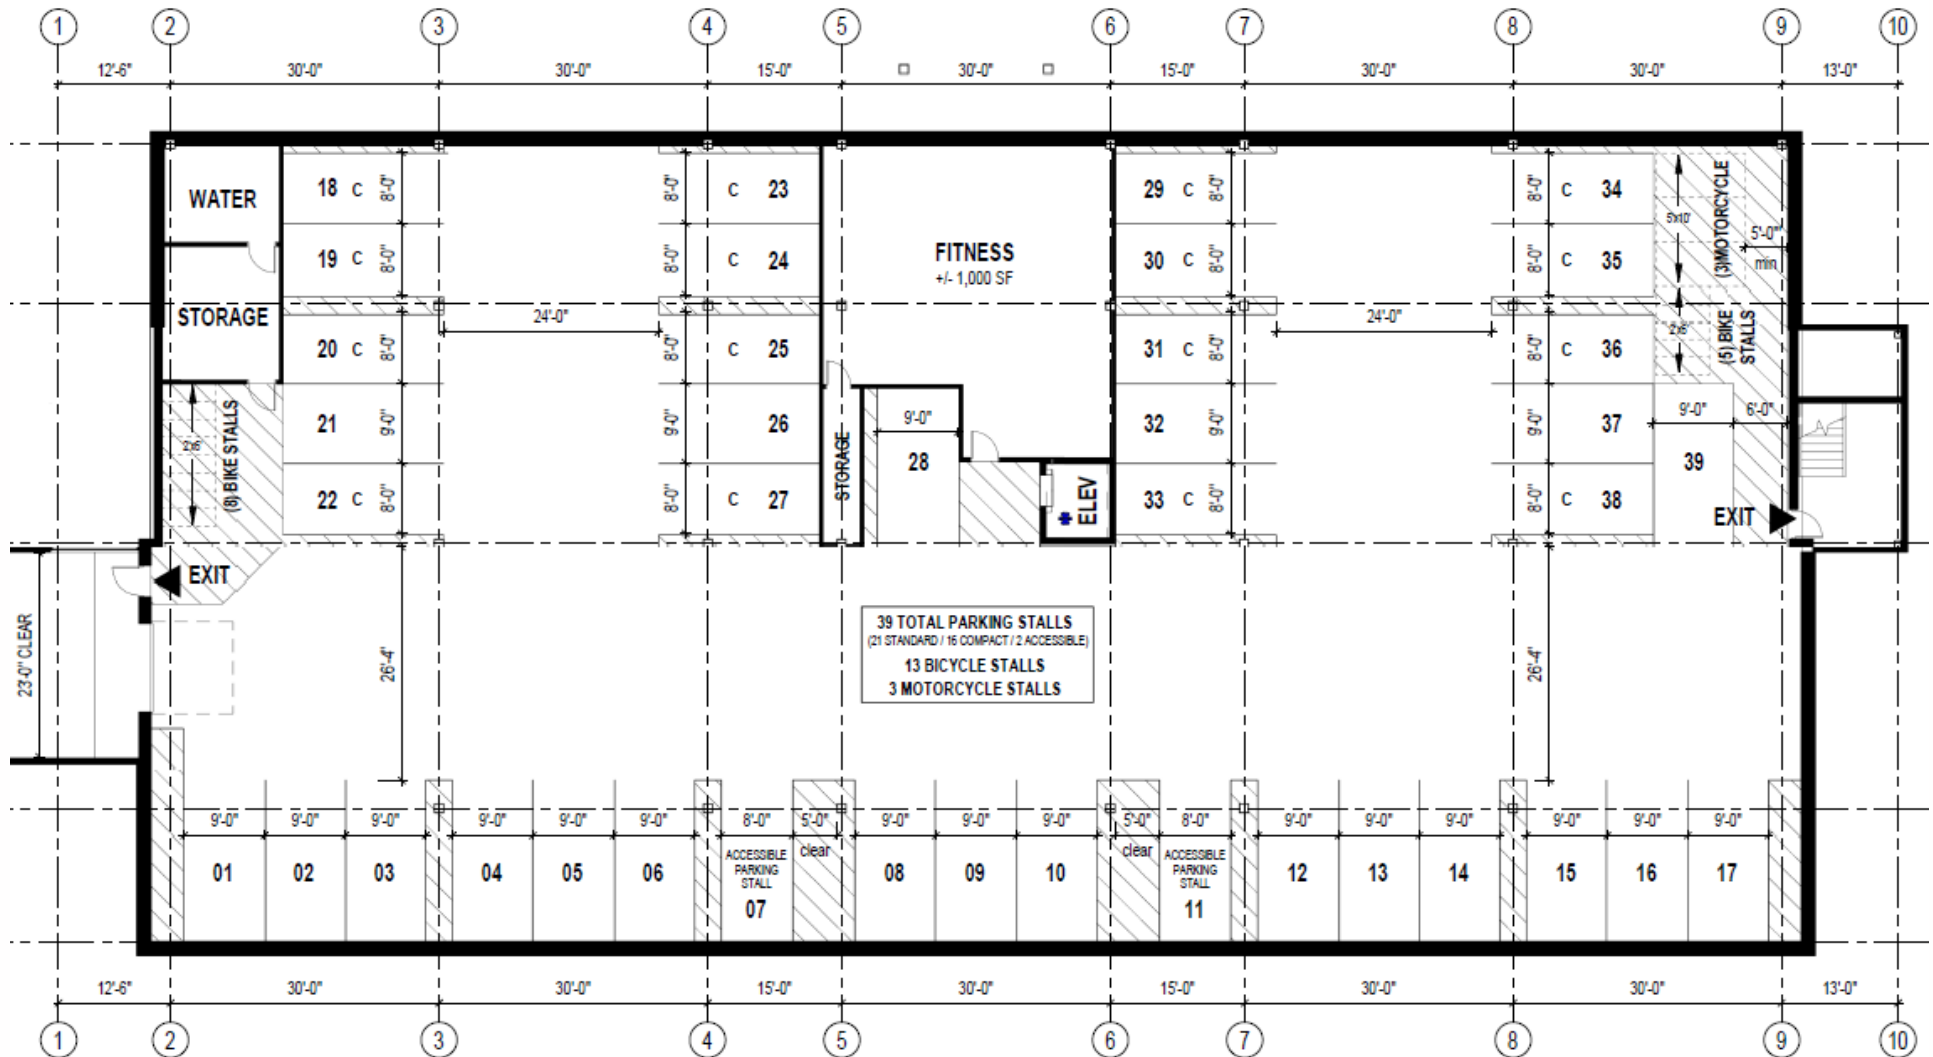 1 2 3 4 5 6 7 8 9 10
12'-6" 30'-0" 30'-0" 15'-0" 30'-0" 15'-0" 30'-0" 30'-0" 13'-0"
WATER
18 C 8'-0"
8'-0" C 23
29 C 8'-0"
8'-0" C 34
5'x10'
(3)MOTORCYCLE
5'-0"
min
19 C 8'-0"
8'-0" C 24
FITNESS
+/- 1,000 SF
30 C 8'-0"
8'-0" C 35
STORAGE
24'-0"
24'-0"
20 C 8'-0"
8'-0" C 25
31 C 8'-0"
8'-0" C 36
2'x6'
(5) BIKE
STALLS
2'x6'
(8) BIKE STALLS
21 9'-0"
26
STORAGE
9'-0"
28
32 9'-0"
9'-0" 37
9'-0" 6'-0"
39
22 C 8'-0"
8'-0" C 27
ELEV
33 C 8'-0"
8'-0" C 38
EXIT
EXIT
23'-0" CLEAR
26'-4"
39 TOTAL PARKING STALLS
(21 STANDARD / 16 COMPACT / 2 ACCESSIBLE)
13 BICYCLE STALLS
3 MOTORCYCLE STALLS
26'-4"
9'-0" 9'-0" 9'-0" 9'-0" 9'-0" 9'-0" 8'-0" 5'-0" 9'-0" 9'-0" 9'-0" 5'-0" 8'-0" 9'-0" 9'-0" 9'-0" 9'-0" 9'-0" 9'-0"
clear
clear
01 02 03 04 05 06
ACCESSIBLE
PARKING
STALL
07
08 09 10
ACCESSIBLE
PARKING
STALL
11
12 13 14 15 16 17
12'-6" 30'-0" 30'-0" 15'-0" 30'-0" 15'-0" 30'-0" 30'-0" 13'-0"
1 2 3 4 5 6 7 8 9 10